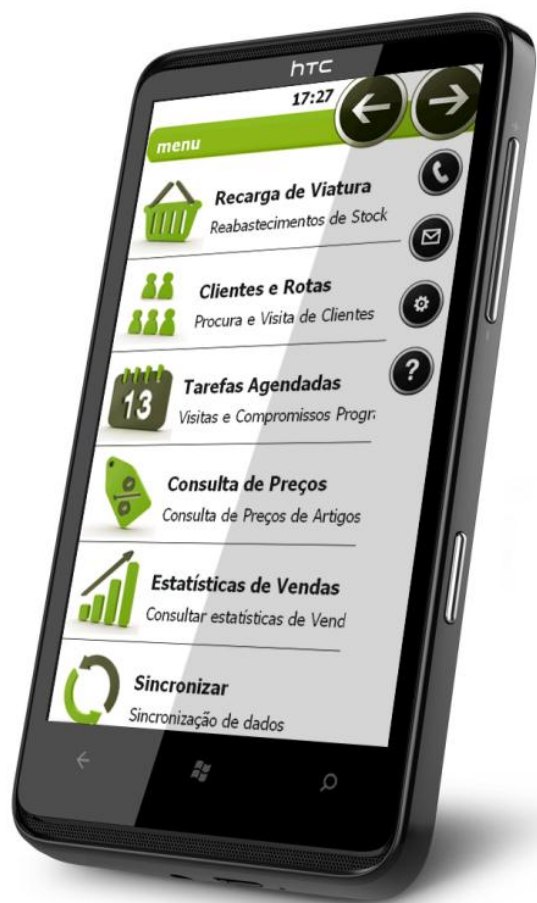 hTC
17:27
menu
Recarga de Viatura
Reabastecimentos de Stock
Clientes e Rotas
Procura e Visita de Clientes
13
Tarefas Agendadas
Visitas e Compromissos Progr
Consulta de Preços
Consulta de Preços de Artigos
Estatísticas de Vendas
Consultar estatísticas de Vend
Sincronizar
Sincronização de dados
?